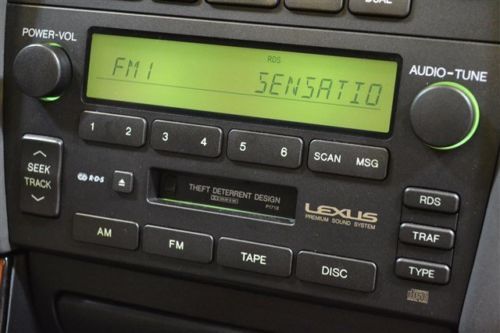 DUAL
POWER-VOL
RDS
AUDIO-TUNE
FM1 SENSATIO
1 2
3 4
5 6
SCAN MSG
SEEK
TRACK
R·D·S
THEFT DETERRENT DESIGN
LEXUS
PREMIUM SOUND SYSTEM
RDS
TRAF
TYPE
AM
FM
TAPE
DISC